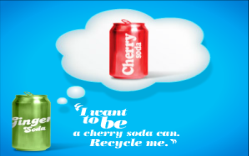 Cherry
soda
Ginger
Soda
"I want
to be
a cherry soda can.
Recycle me."